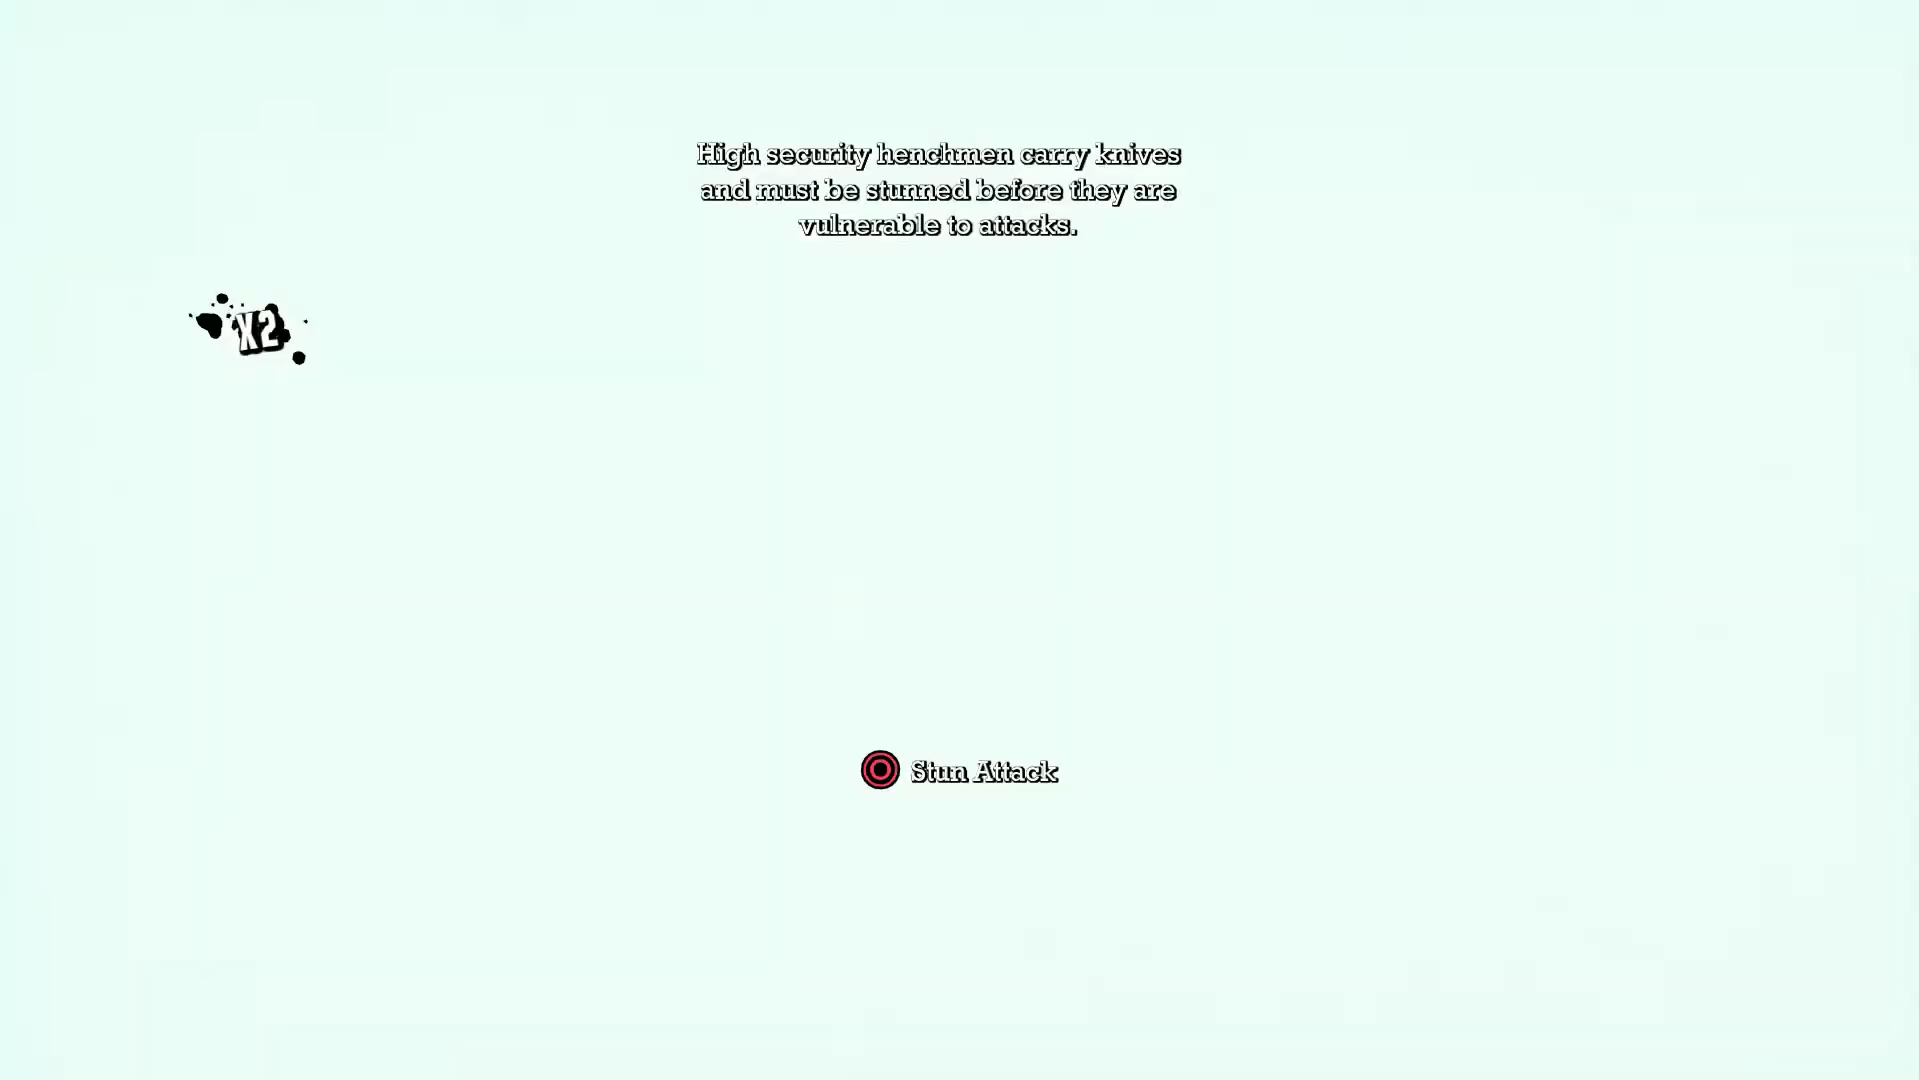 High security henchmen carry knives
and must be stunned before they are
vulnerable to attacks.
X2
Stun Attack